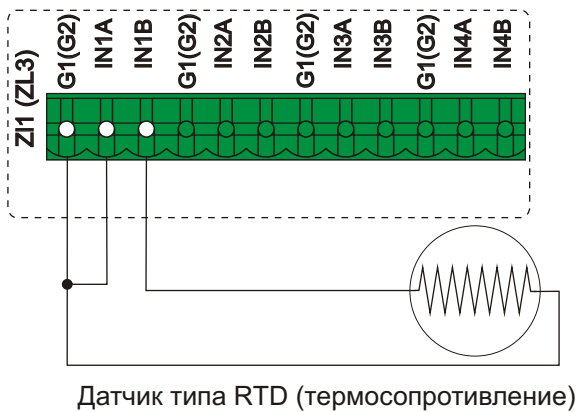 ZI1 (ZL3)
G1(G2)
IN1A
IN1B
G1(G2)
IN2A
IN2B
G1(G2)
IN3A
IN3B
G1(G2)
IN4A
IN4B
Датчик типа RTD (термосопротивление)